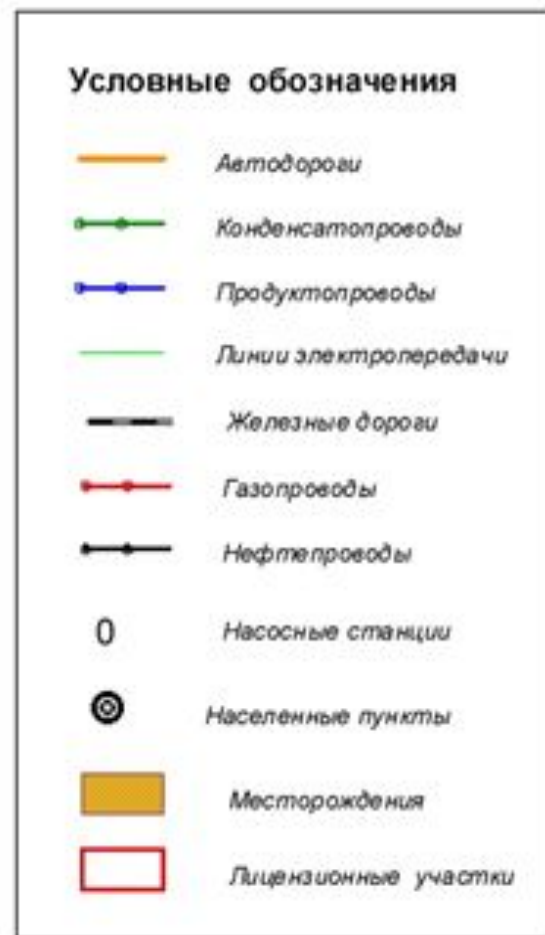 Условные обозначения
Автодороги
Конденсатопроводы
Продуктопроводы
Линии электропередачи
Железные дороги
Газопроводы
Нефтепроводы
0 Насосные станции
Населенные пункты
Месторождения
Лицензионные участки